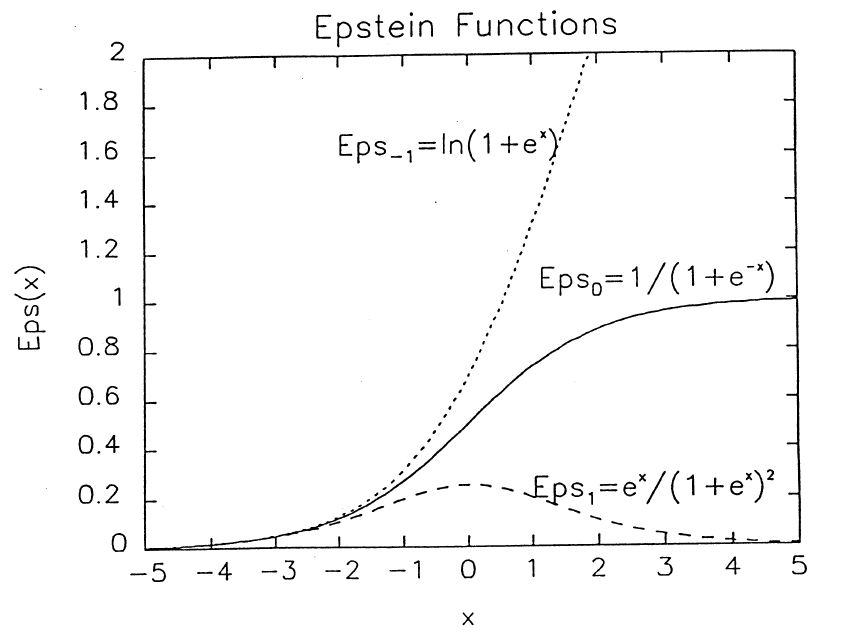 Epstein Functions
2
1.8
1.6
1.4
1.2
1
0.8
0.6
0.4
0.2
0
Eps(x)
Eps₋₁=ln(1+eˣ)
Eps₀=1/(1+e⁻ˣ)
Eps₁=eˣ/(1+eˣ)²
−5 −4 −3 −2 −1 0 1 2 3 4 5
x